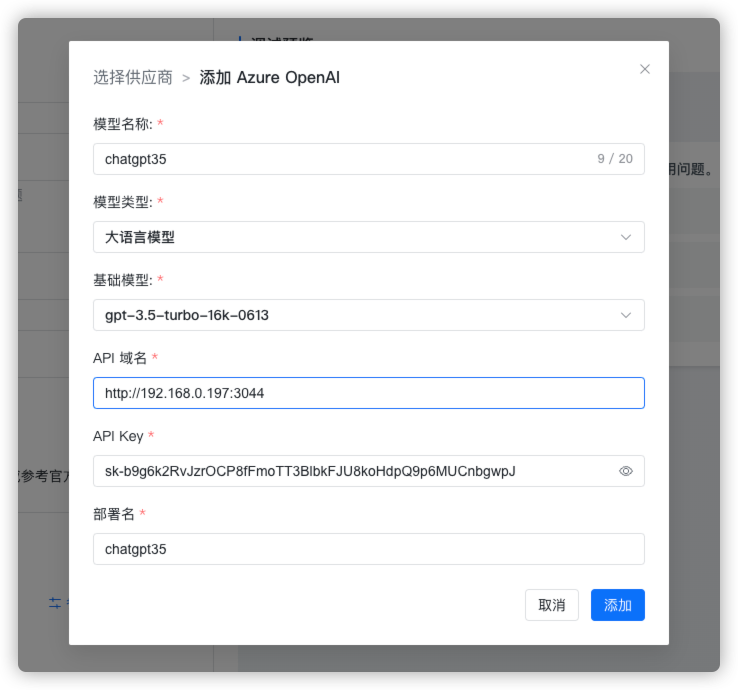 调试预览
选择供应商 > 添加 Azure OpenAI
模型名称: *
chatgpt35 9 / 20
用问题。
模型类型: *
大语言模型
基础模型: *
gpt-3.5-turbo-16k-0613
API 域名 *
http://192.168.0.197:3044
API Key *
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
或参考官方
部署名 *
chatgpt35
取消 添加